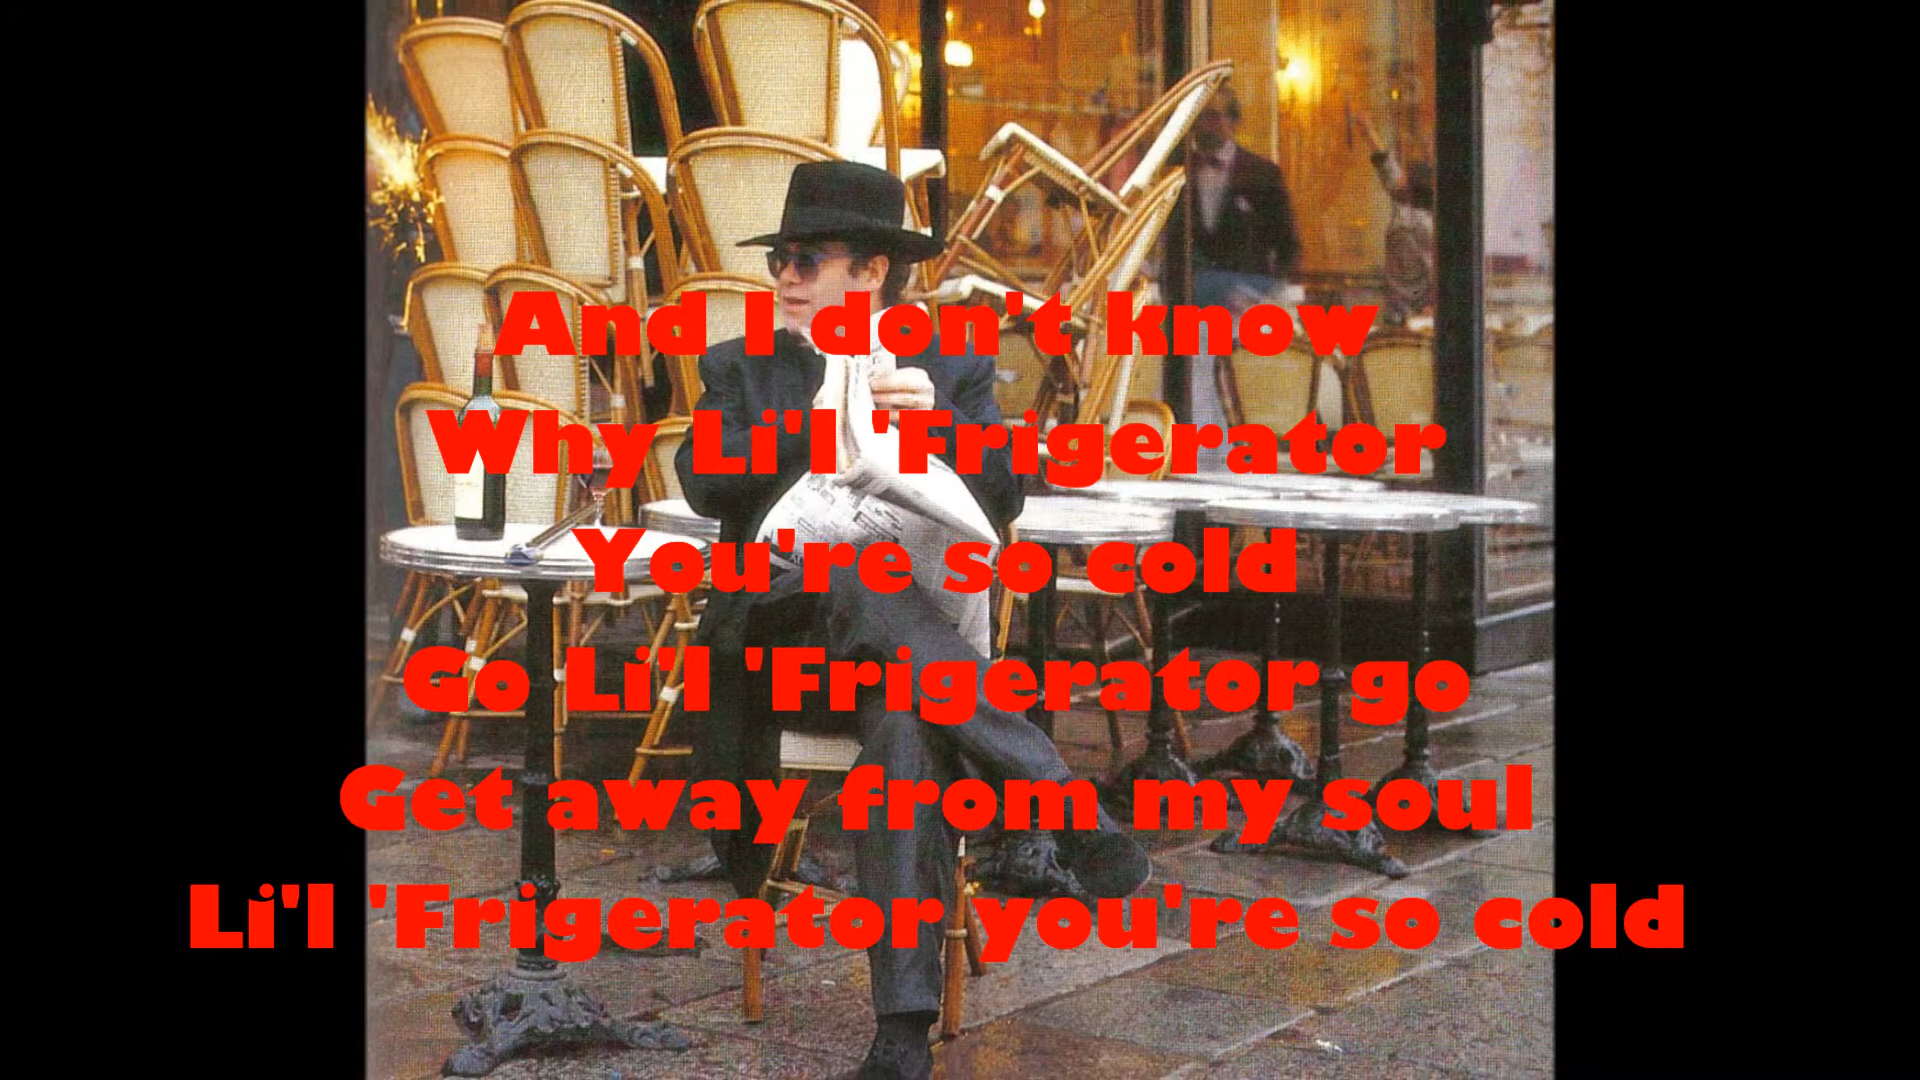 And I don't know
Why Li'l 'Frigerator
You're so cold
Go Li'l 'Frigerator go
Get away from my soul
Li'l 'Frigerator you're so cold